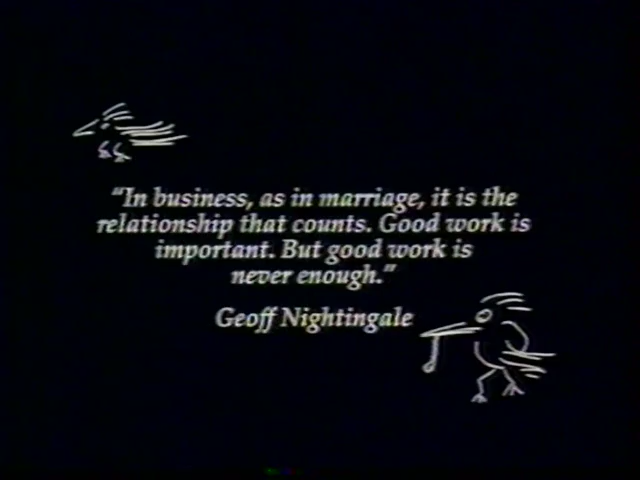 "In business, as in marriage, it is the
relationship that counts. Good work is
important. But good work is
never enough."
Geoff Nightingale